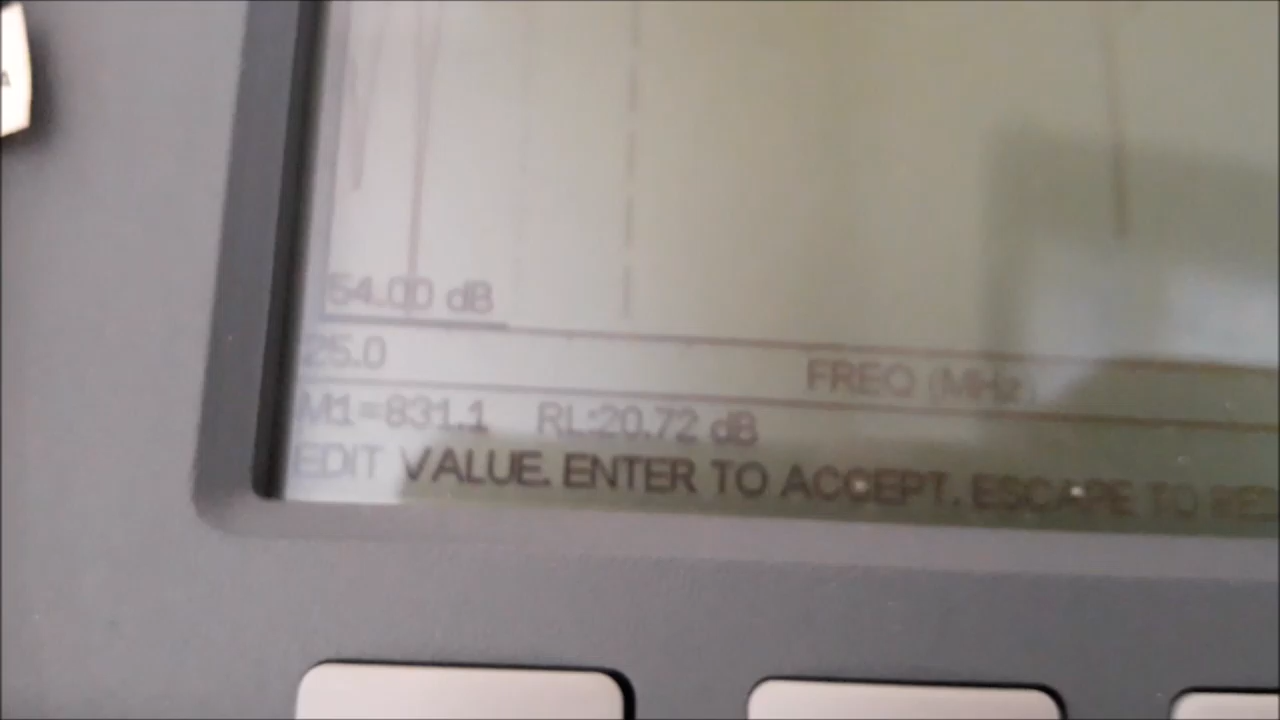 54.00 dB
25.0
FREQ (MHz)
M1=831.1 RL:20.72 dB
EDIT VALUE. ENTER TO ACCEPT. ESCAPE TO